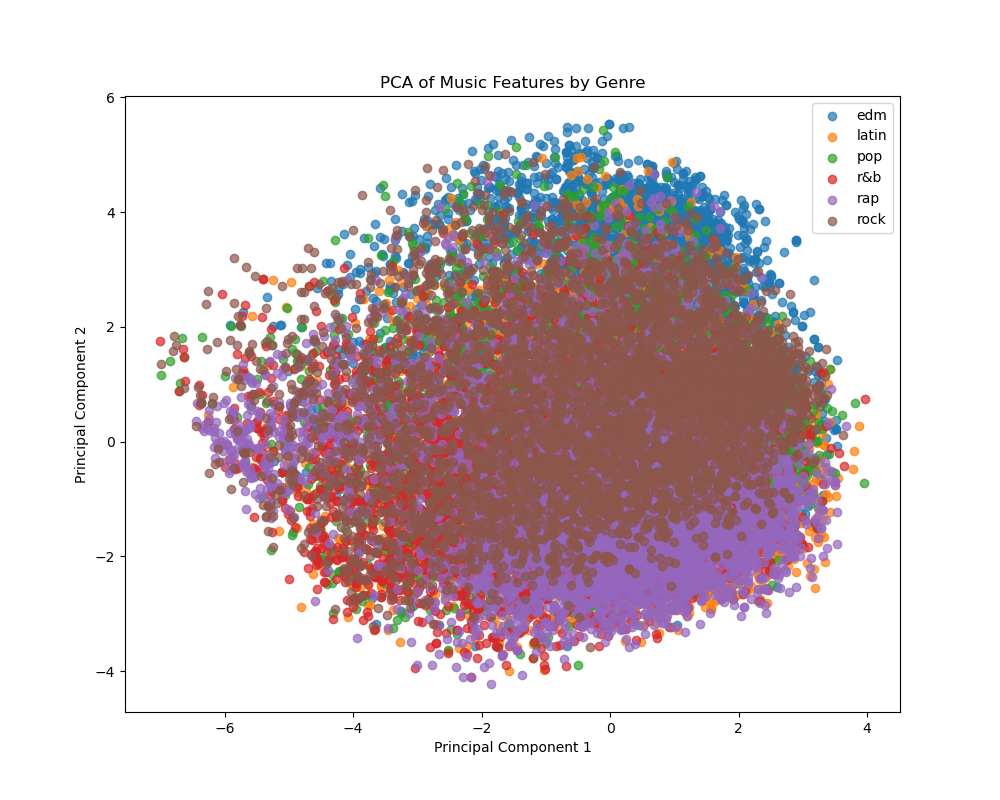 PCA of Music Features by Genre
edm
latin
pop
r&b
rap
rock
6
4
2
0
−2
−4
Principal Component 2
−6
−4
−2
0
2
4
Principal Component 1